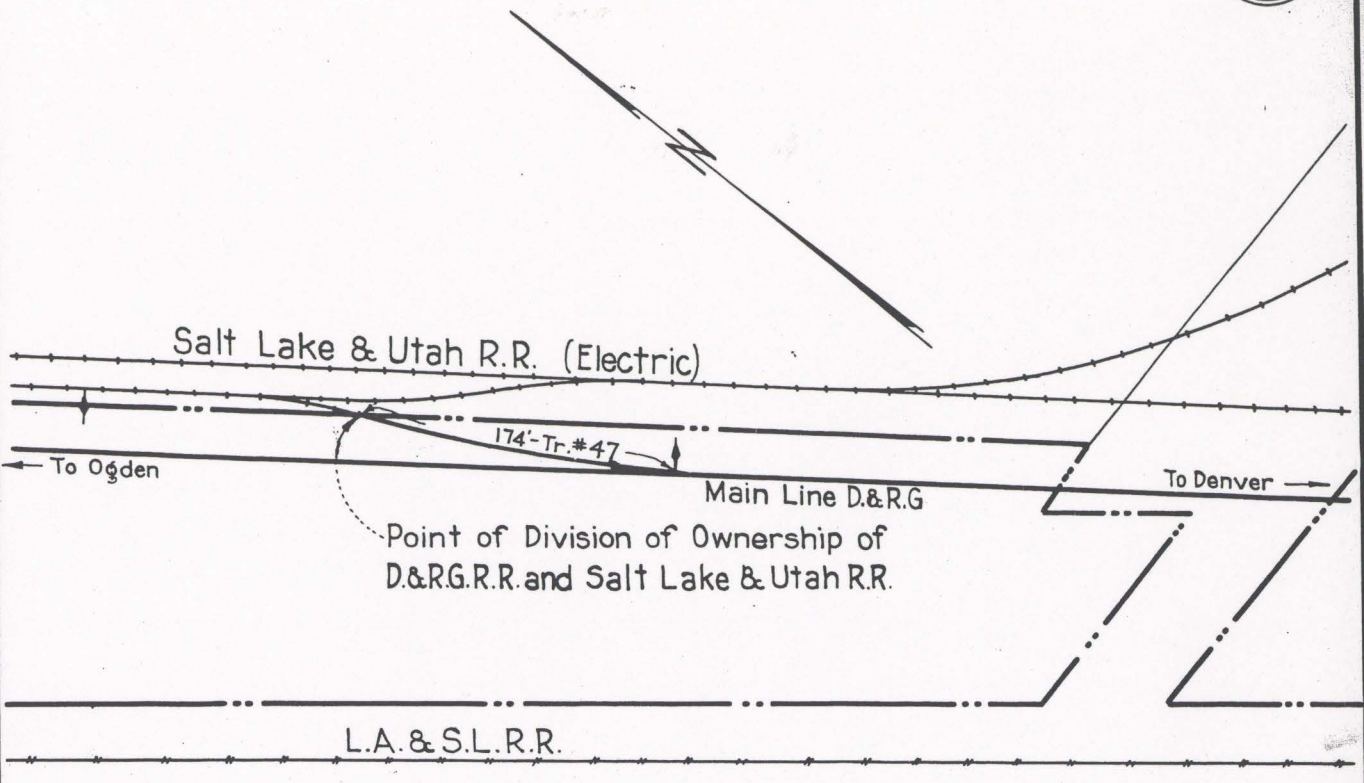 N
Salt Lake & Utah R.R. (Electric)
174'-Tr.#47
To Ogden
Main Line D.&R.G
To Denver
Point of Division of Ownership of
D.&R.G.R.R. and Salt Lake & Utah R.R.
L.A. & S.L.R.R.